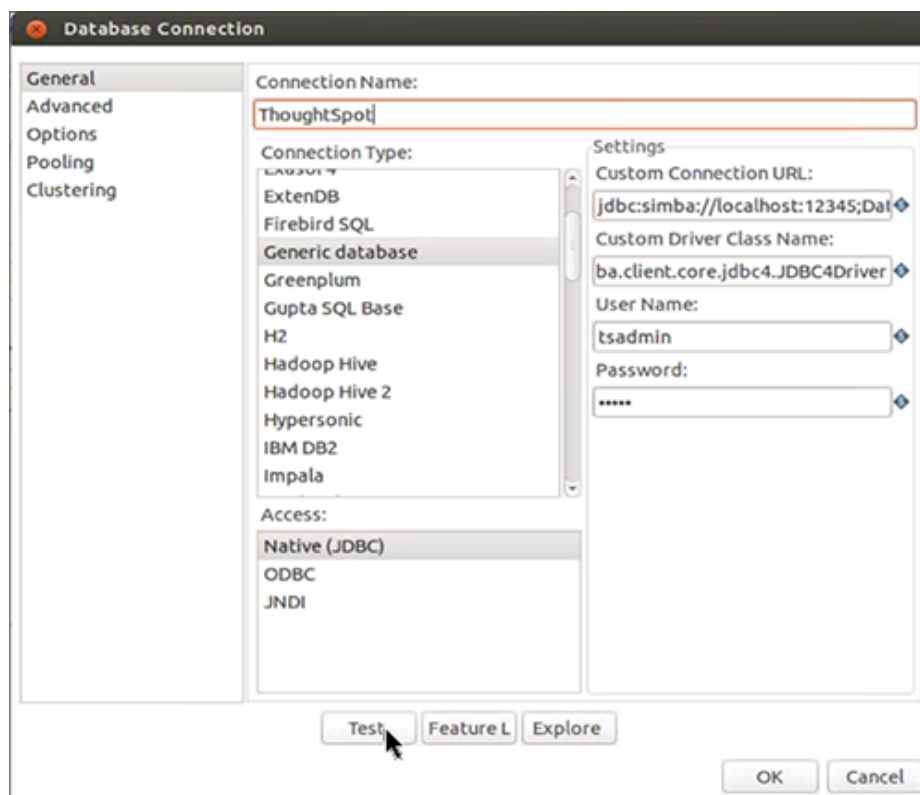 Database Connection
General
Advanced
Options
Pooling
Clustering
Connection Name:
ThoughtSpot
Connection Type:
ExtenDB
Firebird SQL
Generic database
Greenplum
Gupta SQL Base
H2
Hadoop Hive
Hadoop Hive 2
Hypersonic
IBM DB2
Impala
Access:
Native (JDBC)
ODBC
JNDI
Settings
Custom Connection URL:
jdbc:simba://localhost:12345;Dat
Custom Driver Class Name:
ba.client.core.jdbc4.JDBC4Driver
User Name:
tsadmin
Password:
•••••
Test
Feature L
Explore
OK
Cancel